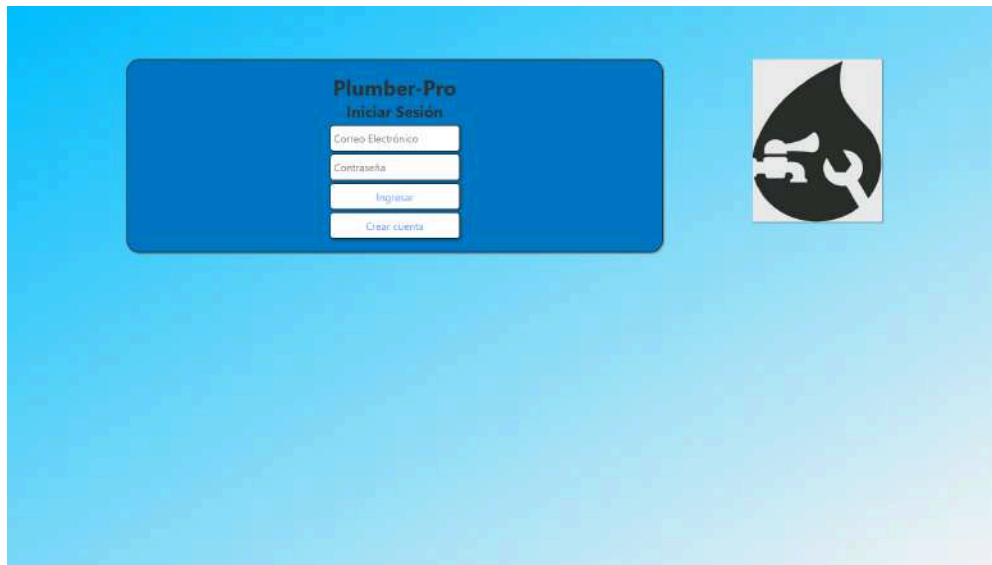 Plumber-Pro
Iniciar Sesión
Correo Electrónico
Contraseña
Ingresar
Crear cuenta